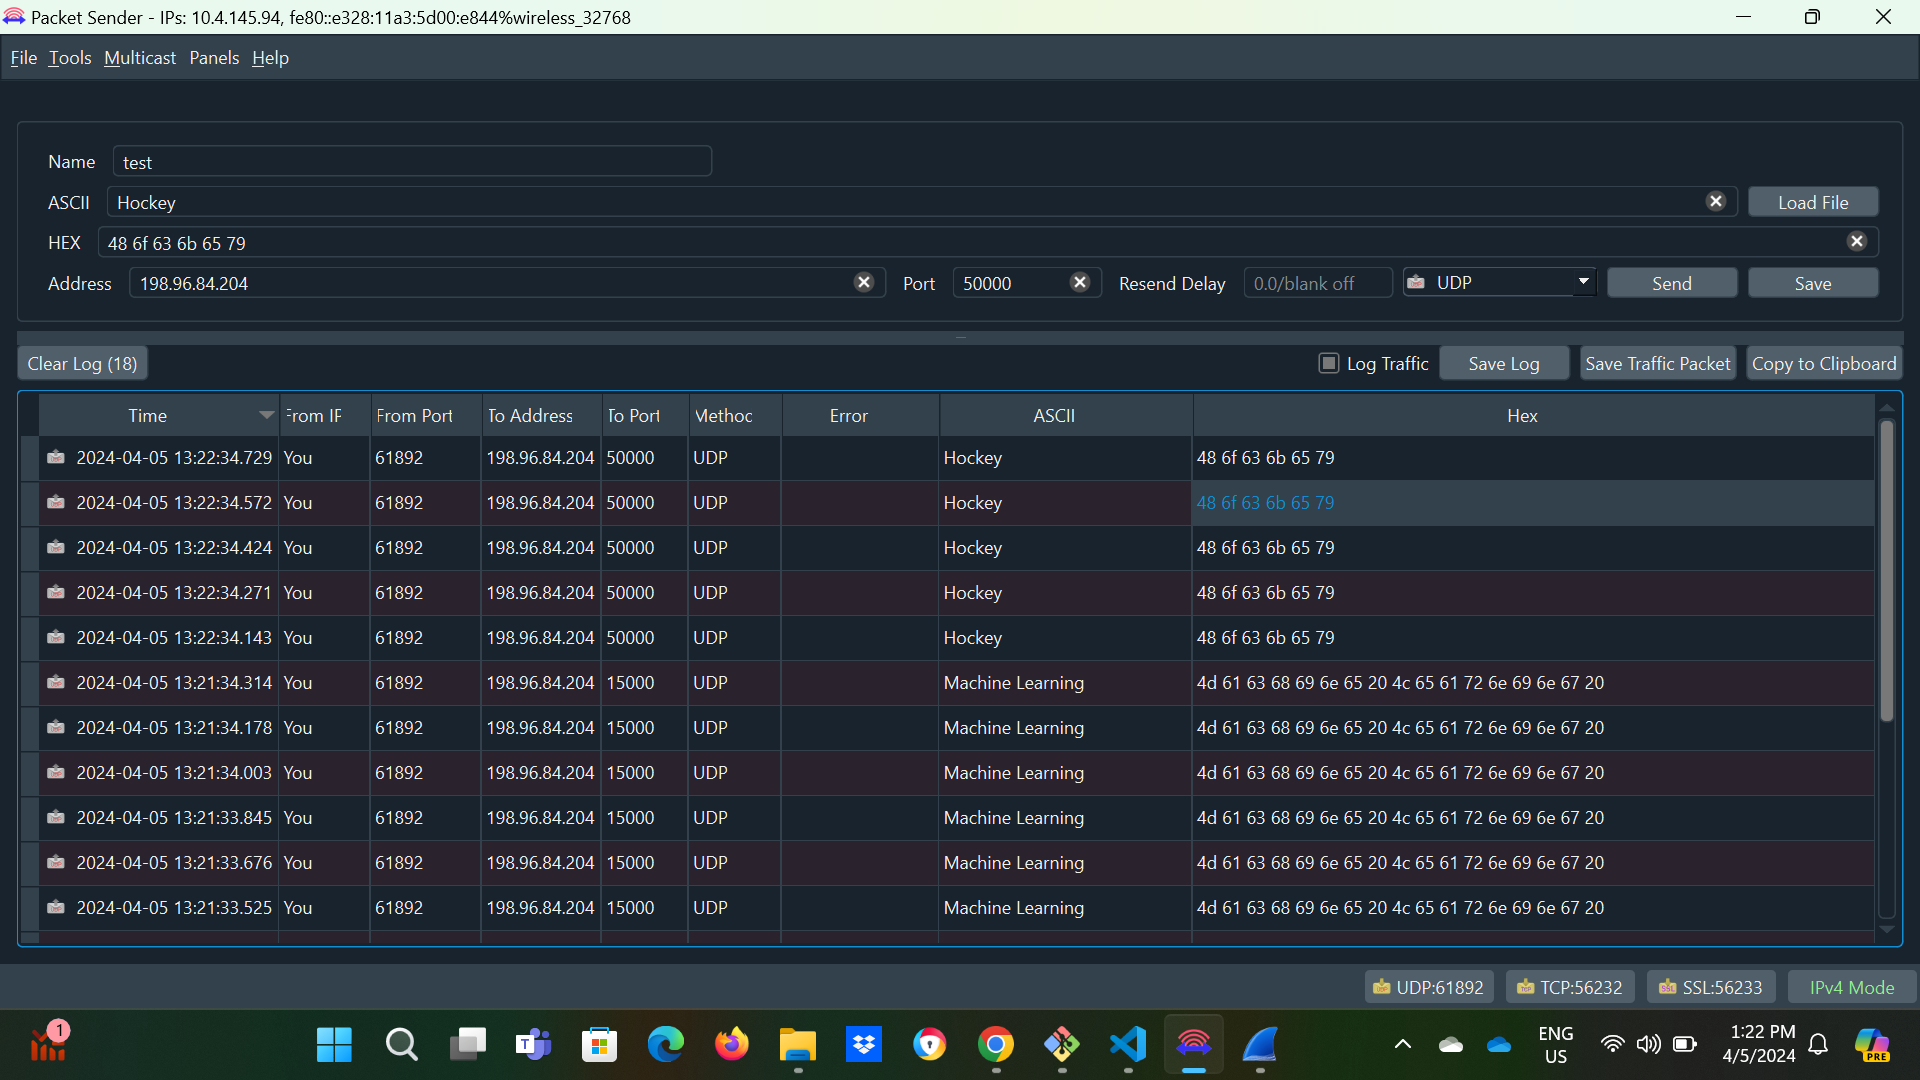 Packet Sender - IPs: 10.4.145.94, fe80::e328:11a3:5d00:e844%wireless_32768
File Tools Multicast Panels Help
Name test
ASCII Hockey Load File
HEX 48 6f 63 6b 65 79
Address 198.96.84.204 Port 50000 Resend Delay 0.0/blank off UDP Send Save
Clear Log (18) Log Traffic Save Log Save Traffic Packet Copy to Clipboard
Time From IP From Port To Address To Port Method Error ASCII Hex
2024-04-05 13:22:34.729 You 61892 198.96.84.204 50000 UDP Hockey 48 6f 63 6b 65 79
2024-04-05 13:22:34.572 You 61892 198.96.84.204 50000 UDP Hockey 48 6f 63 6b 65 79
2024-04-05 13:22:34.424 You 61892 198.96.84.204 50000 UDP Hockey 48 6f 63 6b 65 79
2024-04-05 13:22:34.271 You 61892 198.96.84.204 50000 UDP Hockey 48 6f 63 6b 65 79
2024-04-05 13:22:34.143 You 61892 198.96.84.204 50000 UDP Hockey 48 6f 63 6b 65 79
2024-04-05 13:21:34.314 You 61892 198.96.84.204 15000 UDP Machine Learning 4d 61 63 68 69 6e 65 20 4c 65 61 72 6e 69 6e 67 20
2024-04-05 13:21:34.178 You 61892 198.96.84.204 15000 UDP Machine Learning 4d 61 63 68 69 6e 65 20 4c 65 61 72 6e 69 6e 67 20
2024-04-05 13:21:34.003 You 61892 198.96.84.204 15000 UDP Machine Learning 4d 61 63 68 69 6e 65 20 4c 65 61 72 6e 69 6e 67 20
2024-04-05 13:21:33.845 You 61892 198.96.84.204 15000 UDP Machine Learning 4d 61 63 68 69 6e 65 20 4c 65 61 72 6e 69 6e 67 20
2024-04-05 13:21:33.676 You 61892 198.96.84.204 15000 UDP Machine Learning 4d 61 63 68 69 6e 65 20 4c 65 61 72 6e 69 6e 67 20
2024-04-05 13:21:33.525 You 61892 198.96.84.204 15000 UDP Machine Learning 4d 61 63 68 69 6e 65 20 4c 65 61 72 6e 69 6e 67 20
UDP:61892 TCP:56232 SSL:56233 IPv4 Mode
1 ENG 1:22 PM
US 4/5/2024 PRE